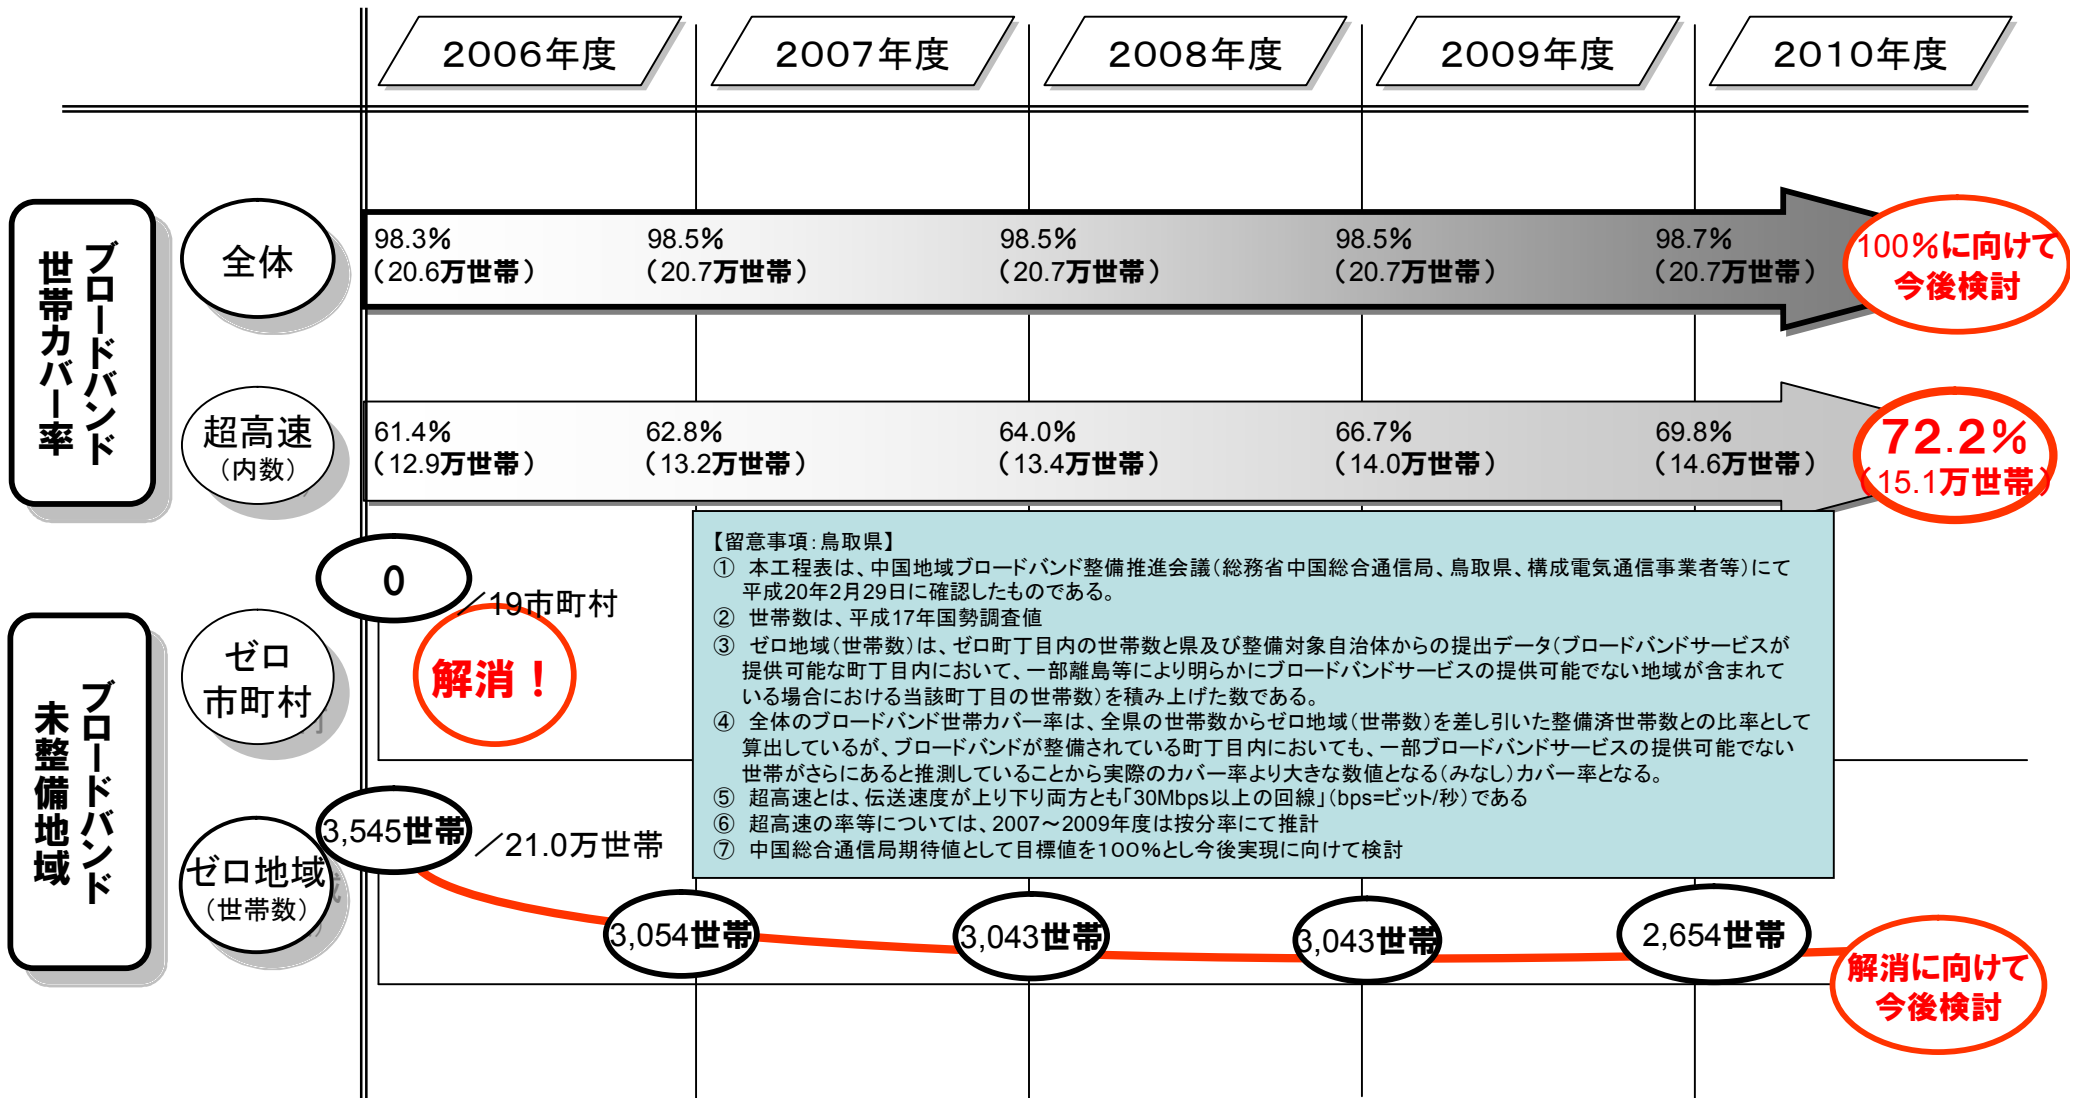 2006年度
2007年度
2008年度
2009年度
2010年度
ブロードバンド
世帯カバー率
全体
98.3%
(20.6万世帯)
98.5%
(20.7万世帯)
98.5%
(20.7万世帯)
98.5%
(20.7万世帯)
98.7%
(20.7万世帯)
100%に向けて
今後検討
超高速
(内数)
61.4%
(12.9万世帯)
62.8%
(13.2万世帯)
64.0%
(13.4万世帯)
66.7%
(14.0万世帯)
69.8%
(14.6万世帯)
72.2%
(15.1万世帯)
ブロードバンド
未整備地域
ゼロ
市町村
0
/19市町村
解消!
【留意事項:鳥取県】
① 本工程表は、中国地域ブロードバンド整備推進会議(総務省中国総合通信局、鳥取県、構成電気通信事業者等)にて
平成20年2月29日に確認したものである。
② 世帯数は、平成17年国勢調査値
③ ゼロ地域(世帯数)は、ゼロ町丁目内の世帯数と県及び整備対象自治体からの提出データ(ブロードバンドサービスが
提供可能な町丁目内において、一部離島等により明らかにブロードバンドサービスの提供可能でない地域が含まれて
いる場合における当該町丁目の世帯数)を積み上げた数である。
④ 全体のブロードバンド世帯カバー率は、全県の世帯数からゼロ地域(世帯数)を差し引いた整備済世帯数との比率として
算出しているが、ブロードバンドが整備されている町丁目内においても、一部ブロードバンドサービスの提供可能でない
世帯がさらにあると推測していることから実際のカバー率より大きな数値となる(みなし)カバー率となる。
⑤ 超高速とは、伝送速度が上り下り両方とも「30Mbps以上の回線」(bps=ビット/秒)である
⑥ 超高速の率等については、2007~2009年度は按分率にて推計
⑦ 中国総合通信局期待値として目標値を100%とし今後実現に向けて検討
ゼロ地域
(世帯数)
3,545世帯
/21.0万世帯
3,054世帯
3,043世帯
3,043世帯
2,654世帯
解消に向けて
今後検討